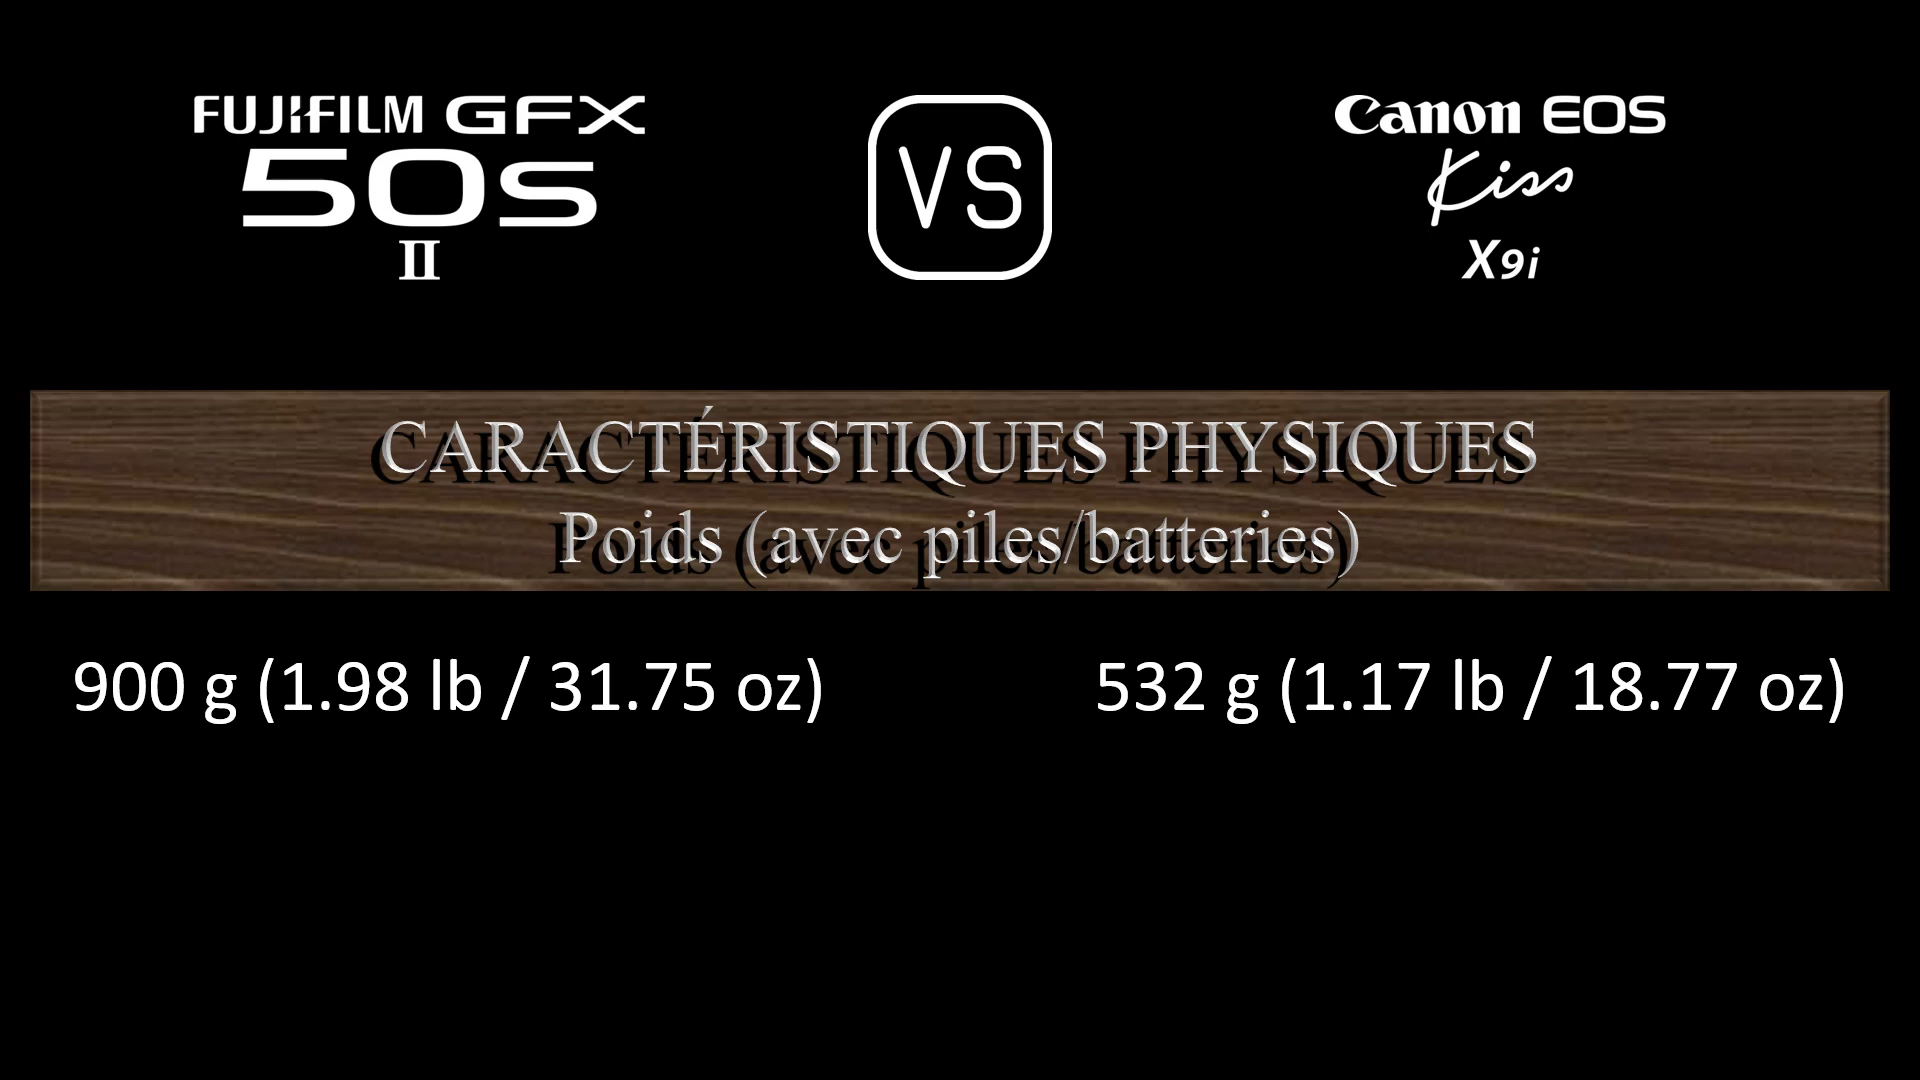 FUJIFILM GFX
50S
II
VS
Canon EOS
Kiss
X9i
CARACTÉRISTIQUES PHYSIQUES
Poids (avec piles/batteries)
900 g (1.98 lb / 31.75 oz)
532 g (1.17 lb / 18.77 oz)